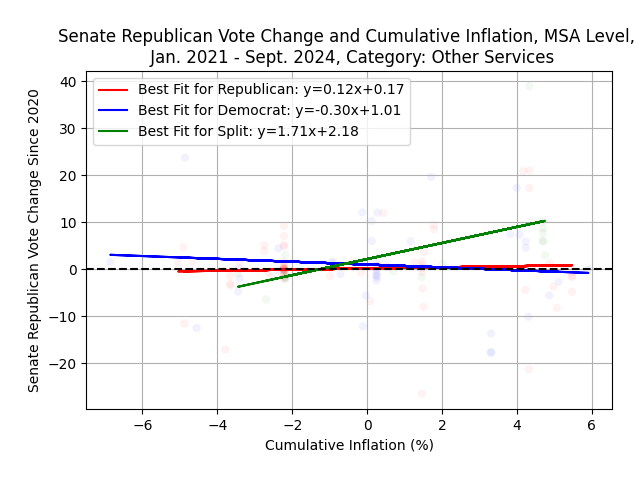 Senate Republican Vote Change and Cumulative Inflation, MSA Level,
Jan. 2021 - Sept. 2024, Category: Other Services
Best Fit for Republican: y=0.12x+0.17
Best Fit for Democrat: y=-0.30x+1.01
Best Fit for Split: y=1.71x+2.18
Senate Republican Vote Change Since 2020
40
30
20
10
0
−10
−20
−6
−4
−2
0
2
4
6
Cumulative Inflation (%)